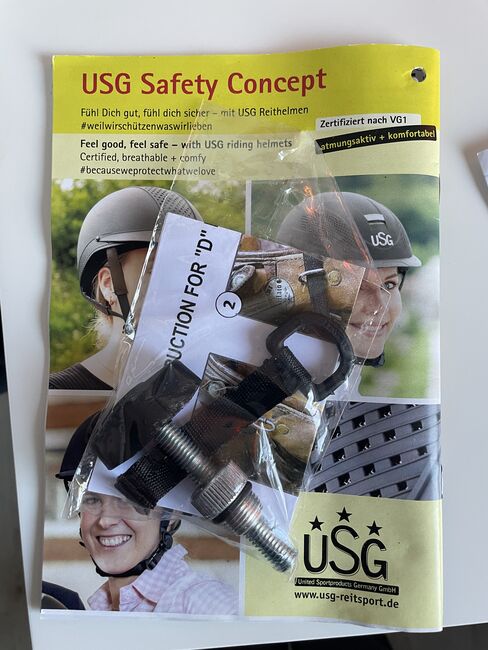 USG Safety Concept
Fühl Dich gut, fühl dich sicher – mit USG Reithelmen
#weilwirschützenwaswirlieben
Feel good, feel safe – with USG riding helmets
Certified, breathable + comfy
#becauseweprotectwhatwelove
Zertifiziert nach VG1
atmungsaktiv + komfortabel
USG
UCTION FOR "D"
2
USG
United Sportproducts Germany GmbH
www.usg-reitsport.de